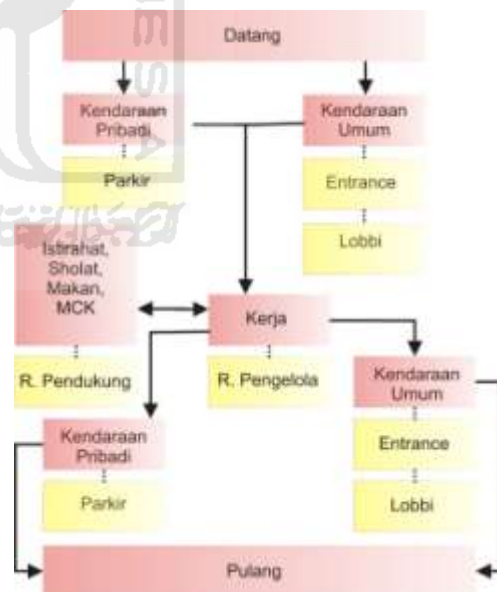 Datang
Kendaraan
Pribadi
Kendaraan
Umum
Parkir
Entrance
Lobbi
Istirahat,
Sholat,
Makan,
MCK
Kerja
R. Pendukung
R. Pengelola
Kendaraan
Umum
Kendaraan
Pribadi
Entrance
Parkir
Lobbi
Pulang